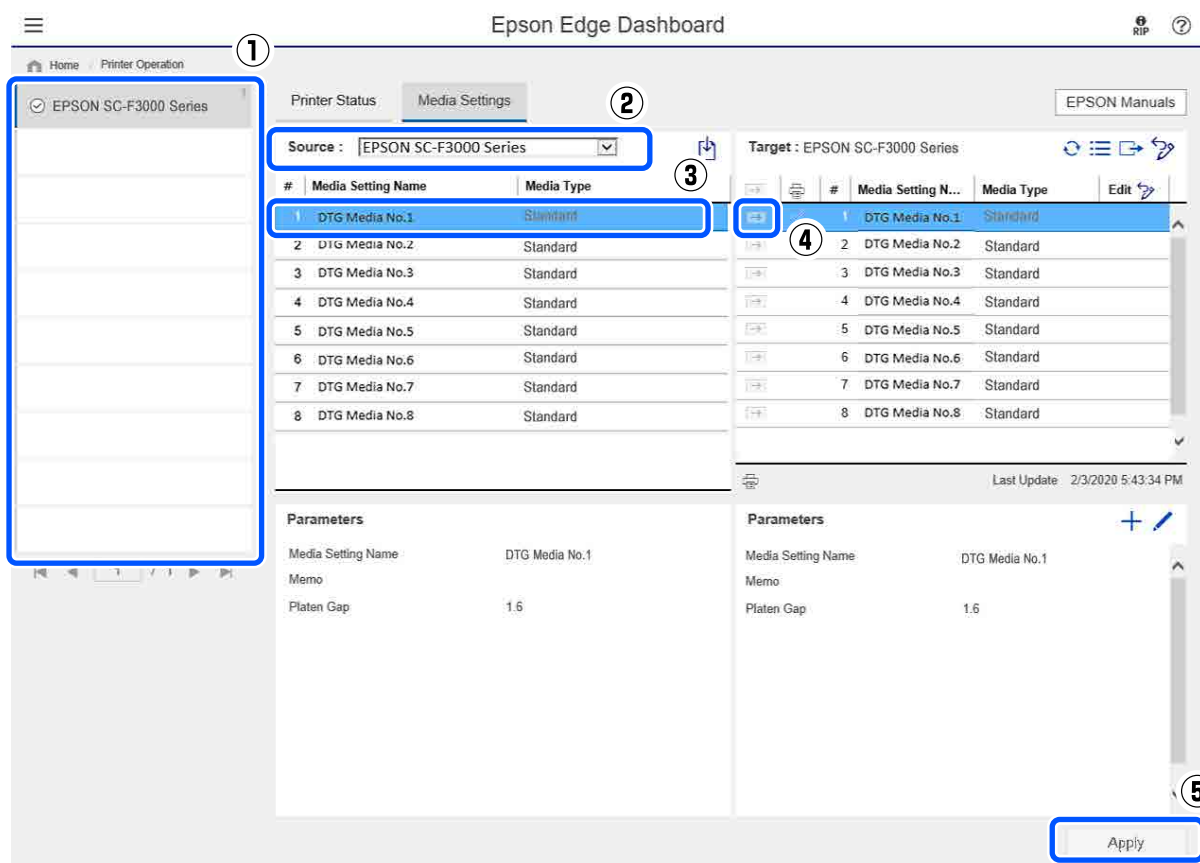 Epson Edge Dashboard
RIP
①
Home / Printer Operation
EPSON SC-F3000 Series
1
Printer Status
Media Settings
②
EPSON Manuals
Source : EPSON SC-F3000 Series
③
Target : EPSON SC-F3000 Series
# Media Setting Name Media Type
1 DTG Media No.1 Standard
2 DTG Media No.2 Standard
3 DTG Media No.3 Standard
4 DTG Media No.4 Standard
5 DTG Media No.5 Standard
6 DTG Media No.6 Standard
7 DTG Media No.7 Standard
8 DTG Media No.8 Standard
# Media Setting N... Media Type Edit
1 DTG Media No.1 Standard
④
2 DTG Media No.2 Standard
3 DTG Media No.3 Standard
4 DTG Media No.4 Standard
5 DTG Media No.5 Standard
6 DTG Media No.6 Standard
7 DTG Media No.7 Standard
8 DTG Media No.8 Standard
Last Update 2/3/2020 5:43:34 PM
Parameters
Media Setting Name DTG Media No.1
Memo
Platen Gap 1.6
Parameters
Media Setting Name DTG Media No.1
Memo
Platen Gap 1.6
1 / 1
⑤
Apply